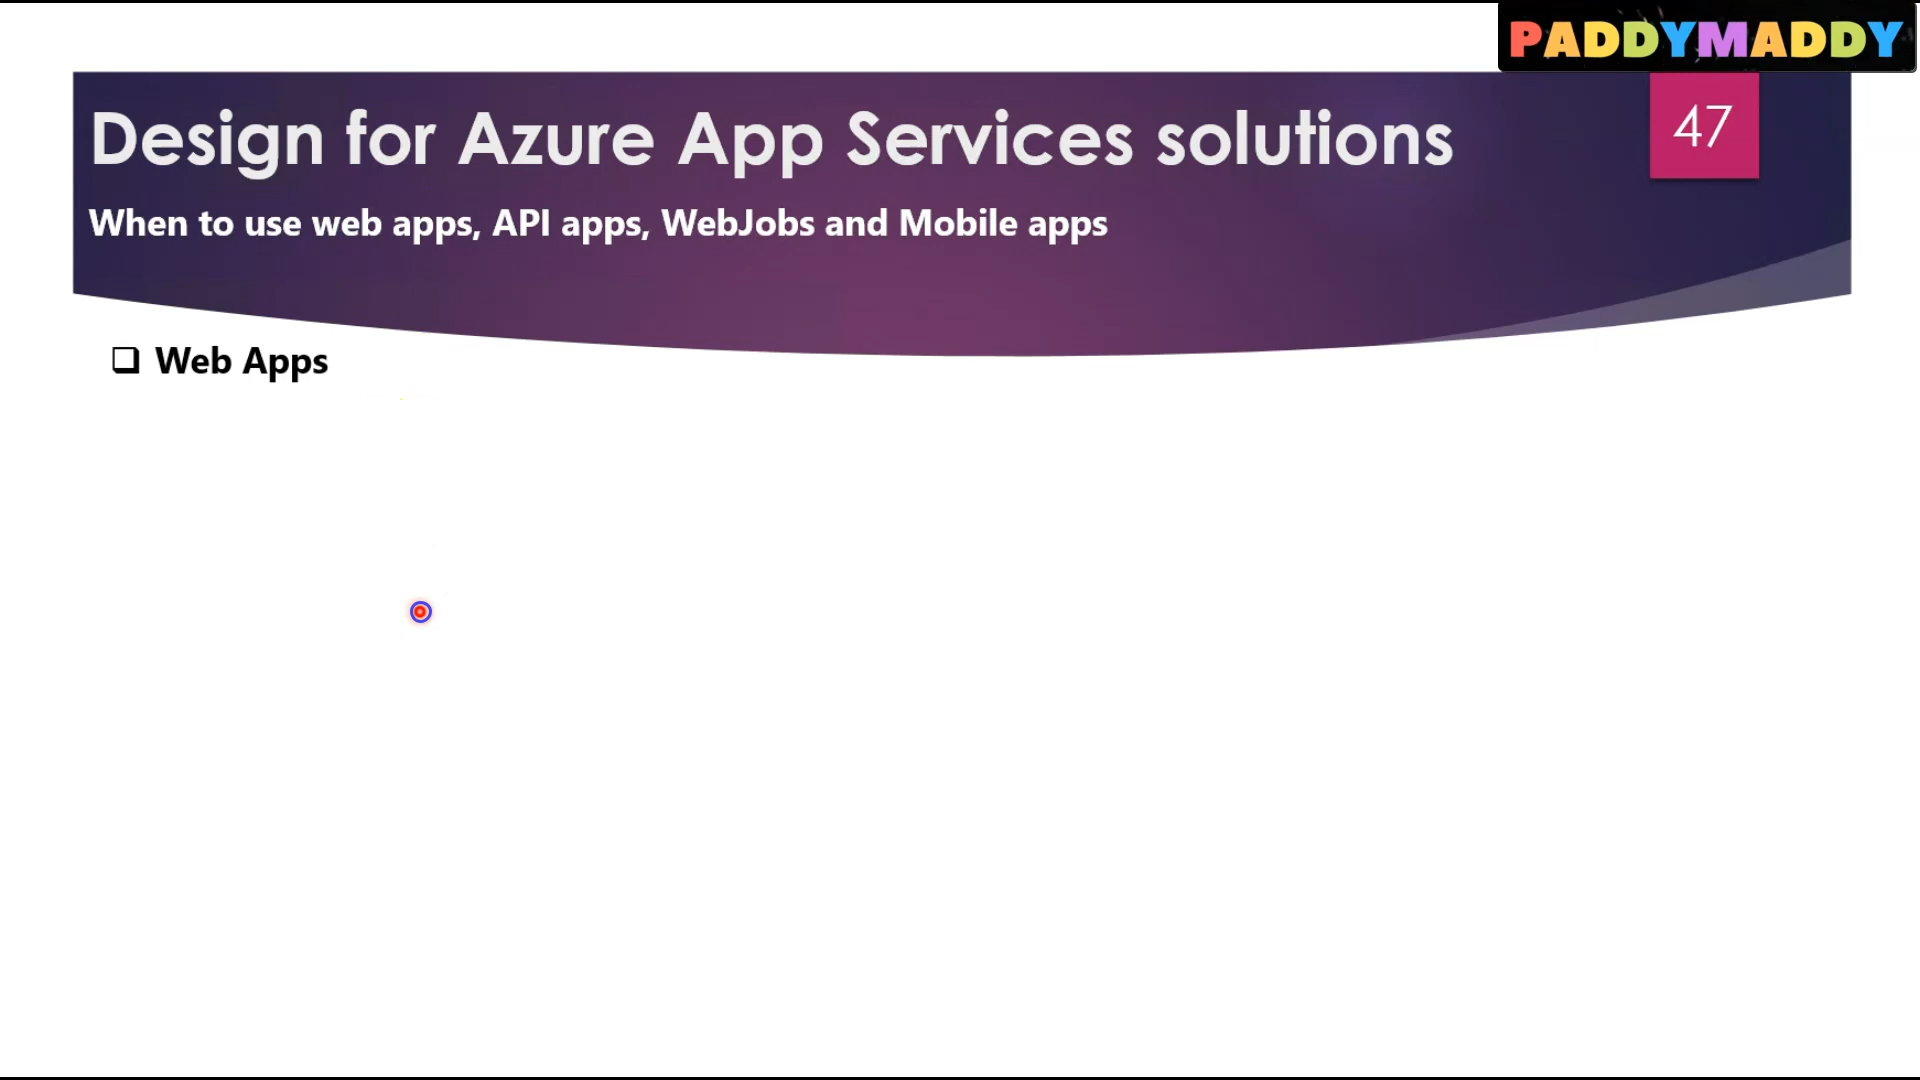 PADDYMADDY
Design for Azure App Services solutions
47
When to use web apps, API apps, WebJobs and Mobile apps
Web Apps